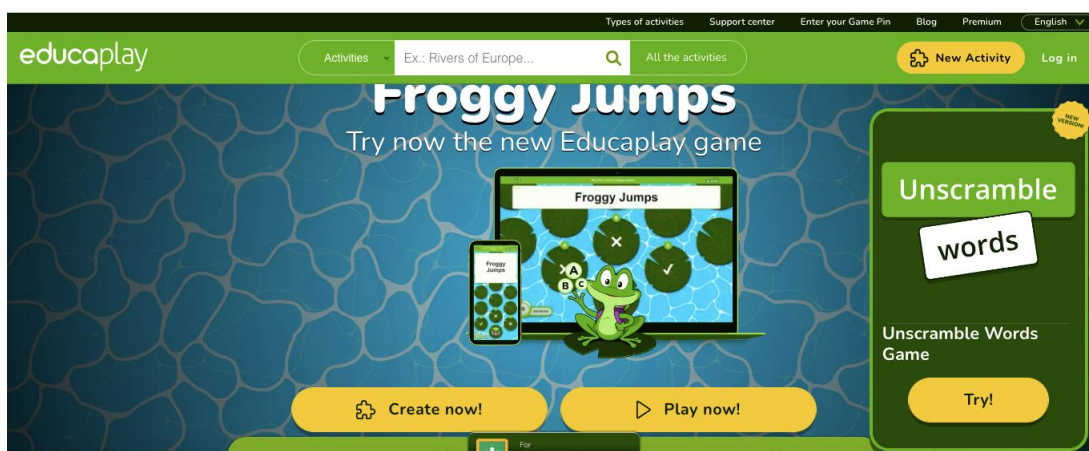 Types of activities Support center Enter your Game Pin Blog Premium English
educaplay Activities Ex.: Rivers of Europe... All the activities New Activity Log in
Froggy Jumps
Try now the new Educaplay game
Froggy Jumps
Froggy
Jumps
A
B C
Create now!
Play now!
For
NEW
VERSION!
Unscramble
words
Unscramble Words
Game
Try!